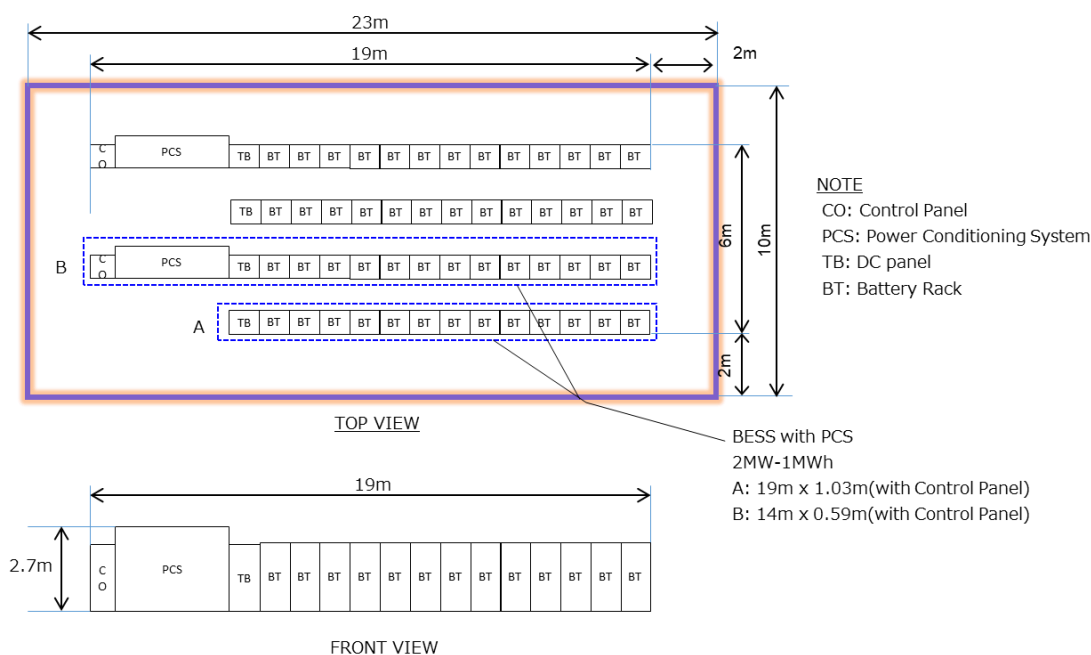 23m
19m
2m
C
O
PCS
TB BT BT BT BT BT BT BT BT BT BT BT BT BT
TB BT BT BT BT BT BT BT BT BT BT BT BT BT
B
C
O
PCS
TB BT BT BT BT BT BT BT BT BT BT BT BT BT
A
TB BT BT BT BT BT BT BT BT BT BT BT BT BT
6m
10m
2m
NOTE
CO: Control Panel
PCS: Power Conditioning System
TB: DC panel
BT: Battery Rack
TOP VIEW
BESS with PCS
2MW-1MWh
A: 19m x 1.03m(with Control Panel)
B: 14m x 0.59m(with Control Panel)
19m
2.7m
C
O
PCS
TB BT BT BT BT BT BT BT BT BT BT BT BT BT
FRONT VIEW